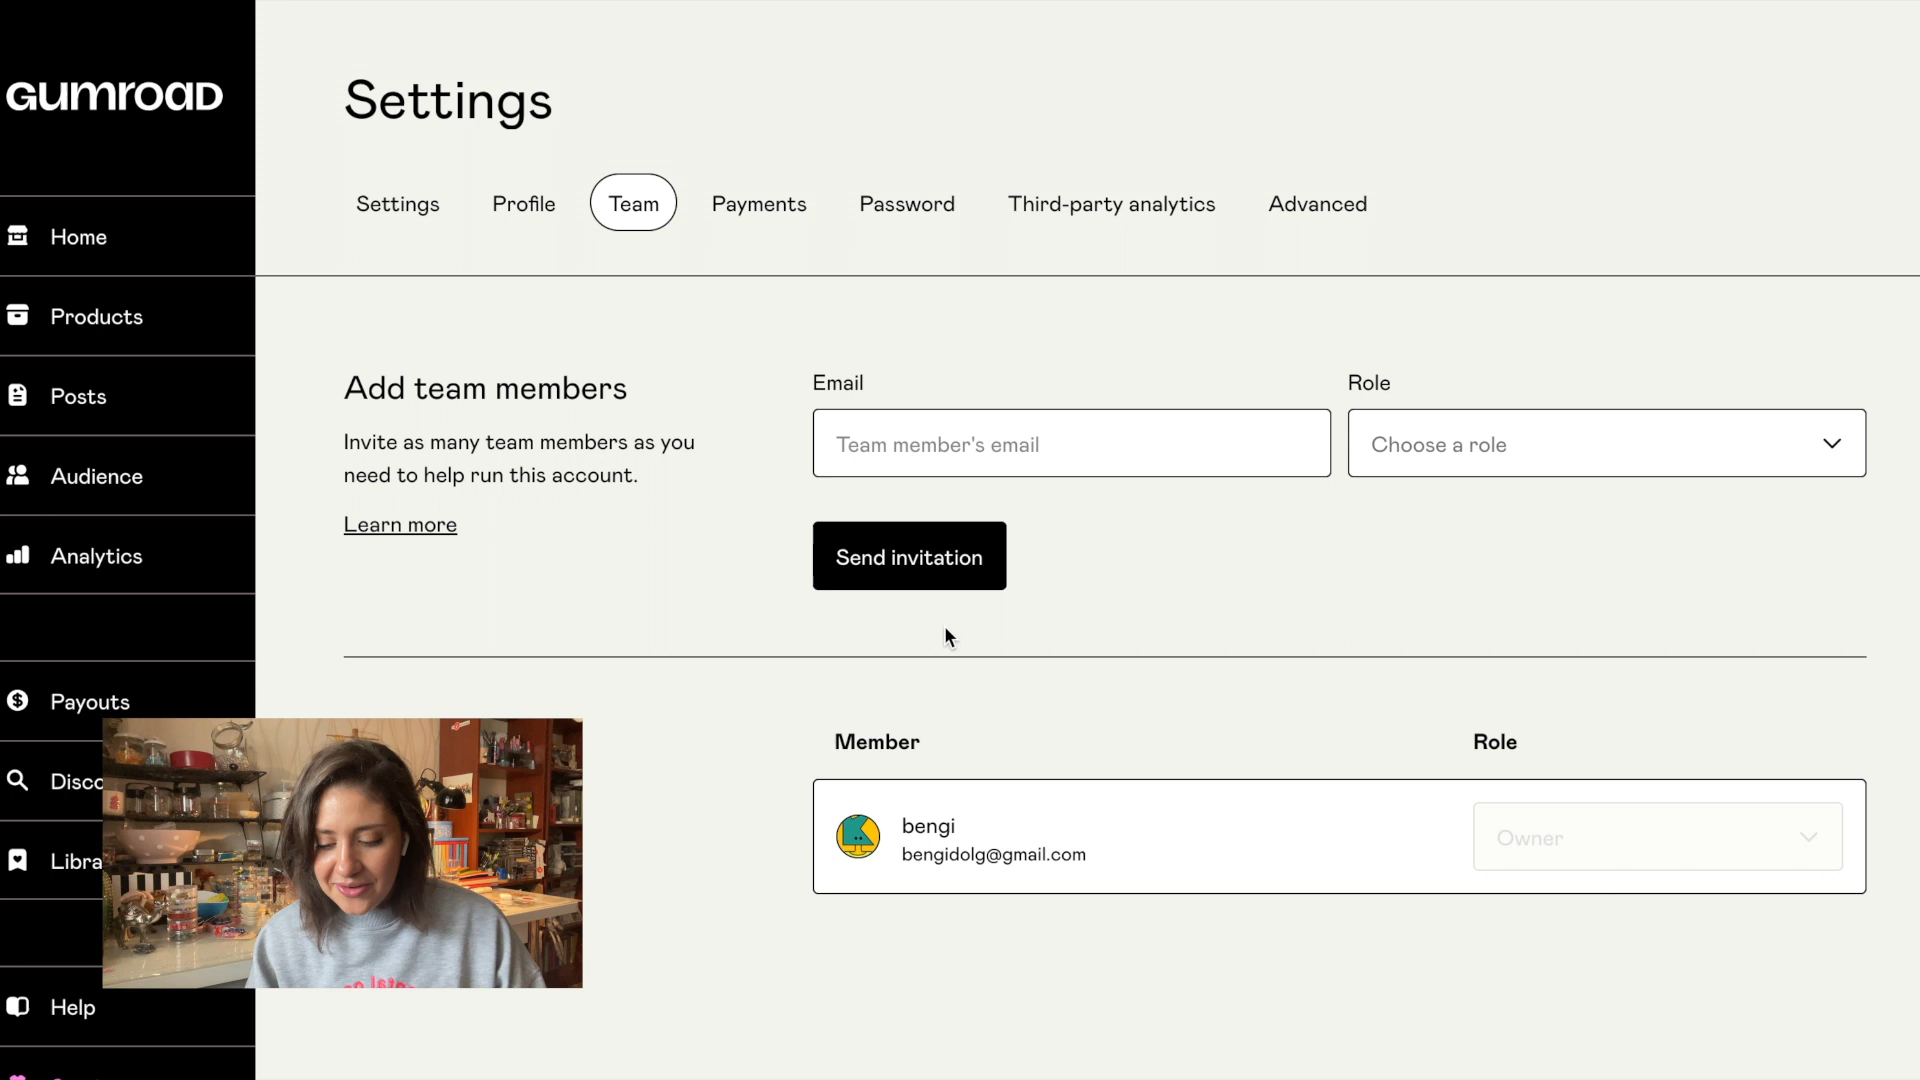 GUMROAD
Home
Products
Posts
Audience
Analytics
Payouts
Disco
Libra
Help
Settings
Settings Profile Team Payments Password Third-party analytics Advanced
Add team members
Invite as many team members as you
need to help run this account.
Learn more
Email
Team member's email
Role
Choose a role
Send invitation
Member Role
bengi
bengidolg@gmail.com
Owner